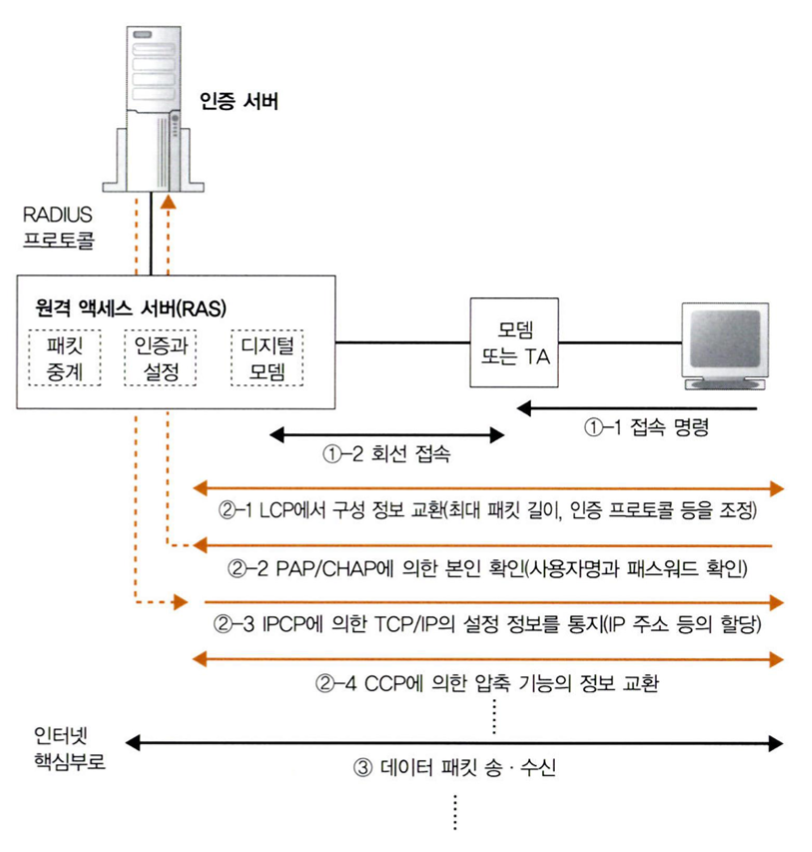 인증 서버
RADIUS
프로토콜
원격 액세스 서버(RAS)
패킷
중계
인증과
설정
디지털
모뎀
모뎀
또는 TA
①-1 접속 명령
①-2 회선 접속
②-1 LCP에서 구성 정보 교환(최대 패킷 길이, 인증 프로토콜 등을 조정)
②-2 PAP/CHAP에 의한 본인 확인(사용자명과 패스워드 확인)
②-3 IPCP에 의한 TCP/IP의 설정 정보를 통지(IP 주소 등의 할당)
②-4 CCP에 의한 압축 기능의 정보 교환
인터넷
핵심부로
③ 데이터 패킷 송 · 수신